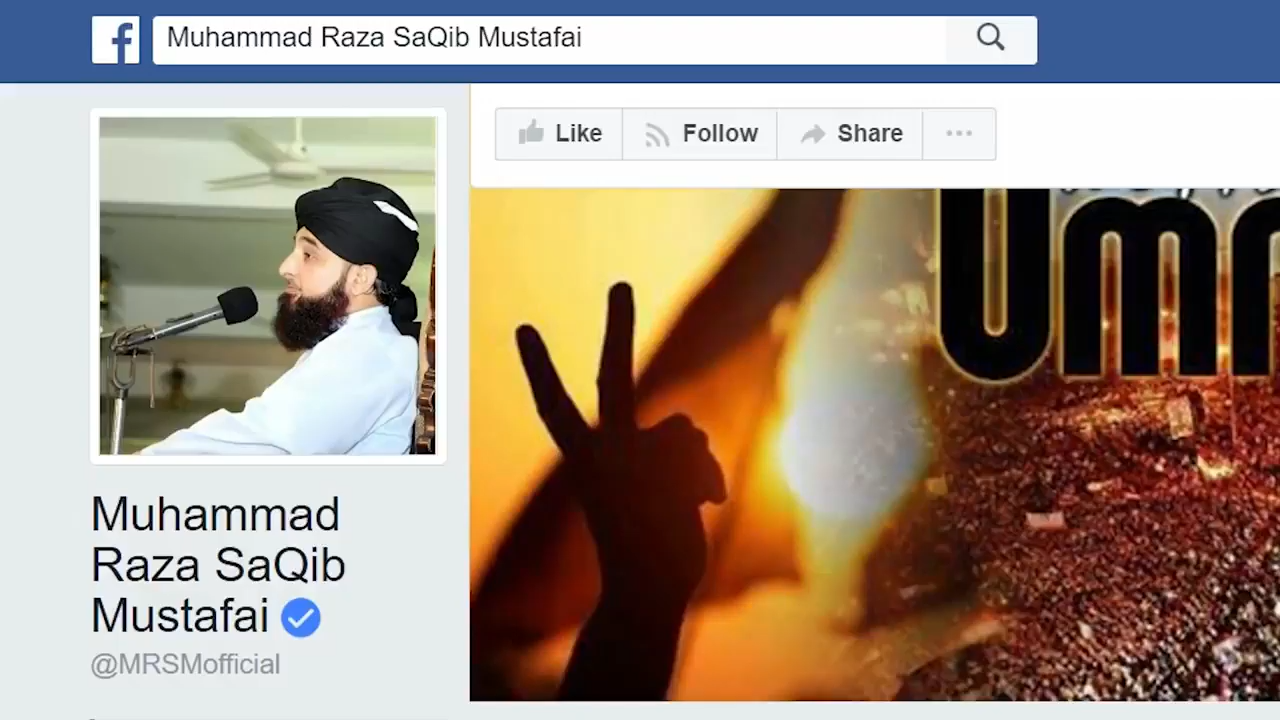 Muhammad Raza SaQib Mustafai
Like Follow Share
Muhammad
Raza SaQib
Mustafai
@MRSMofficial